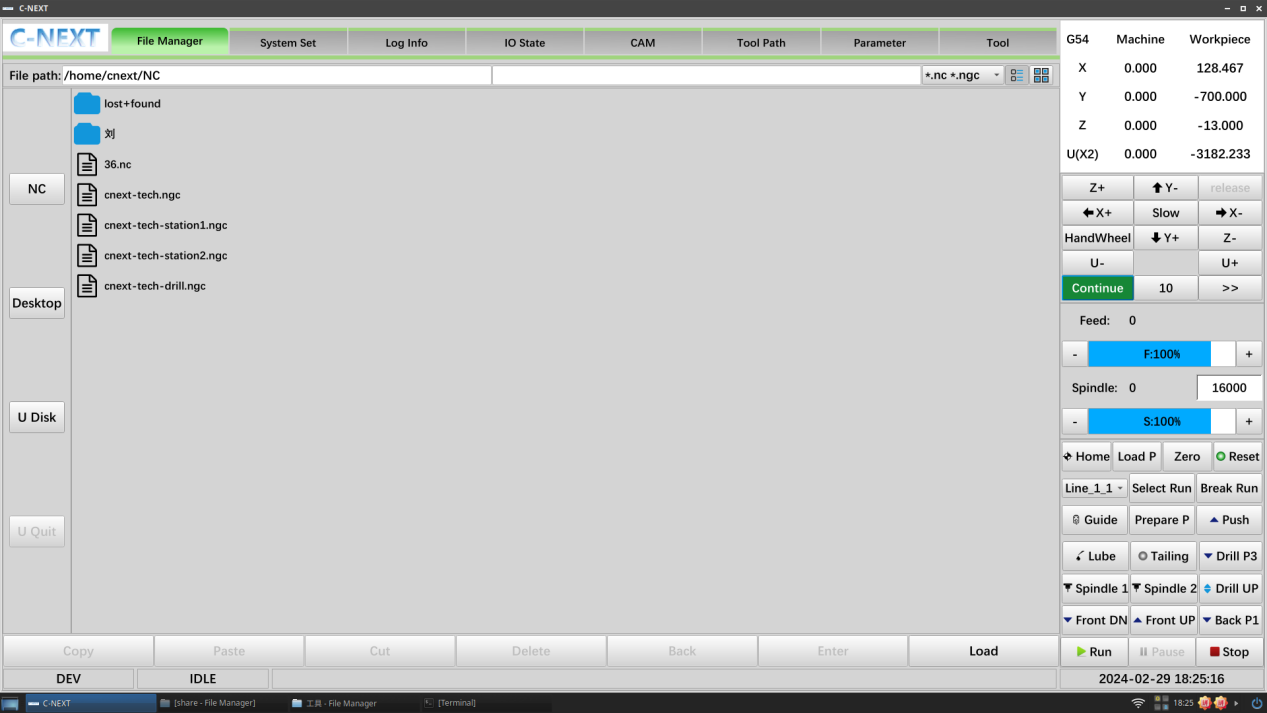 C-NEXT
C-NEXT
File Manager
System Set
Log Info
IO State
CAM
Tool Path
Parameter
Tool
File path: /home/cnext/NC
*.nc *.ngc
lost+found
刘
36.nc
cnext-tech.ngc
cnext-tech-station1.ngc
cnext-tech-station2.ngc
cnext-tech-drill.ngc
NC
Desktop
U Disk
U Quit
Copy
Paste
Cut
Delete
Back
Enter
Load
DEV
IDLE
G54 Machine Workpiece
X 0.000 128.467
Y 0.000 -700.000
Z 0.000 -13.000
U(X2) 0.000 -3182.233
Z+ Y- release
X+ Slow X-
HandWheel Y+ Z-
U- U+
Continue 10 >>
Feed: 0
- F:100% +
Spindle: 0 16000
- S:100% +
Home Load P Zero Reset
Line_1_1 Select Run Break Run
Guide Prepare P Push
Lube Tailing Drill P3
Spindle 1 Spindle 2 Drill UP
Front DN Front UP Back P1
Run Pause Stop
2024-02-29 18:25:16
C-NEXT
[share - File Manager]
工具 - File Manager
[Terminal]
18:25